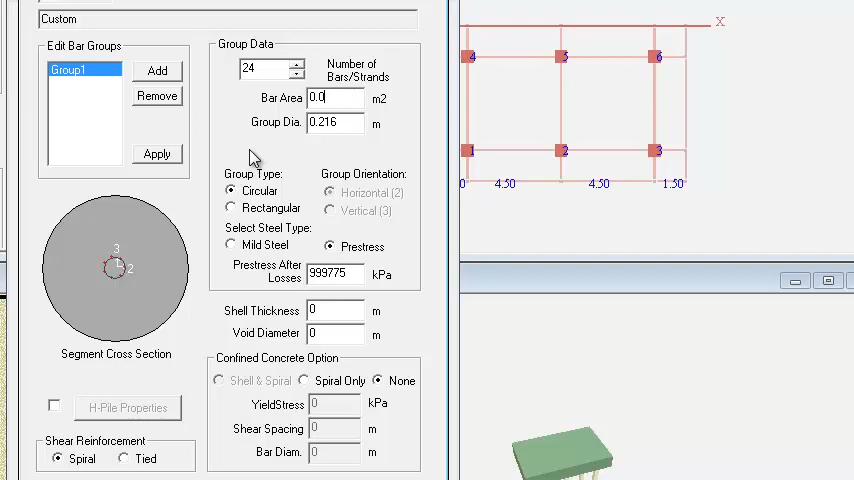 Custom
Edit Bar Groups
Group1
Add
Remove
Apply
Group Data
24
Number of
Bars/Strands
Bar Area 0.0 m2
Group Dia. 0.216 m
Group Type:
Circular
Rectangular
Group Orientation:
Horizontal (2)
Vertical (3)
Select Steel Type:
Mild Steel
Prestress
Prestress After
Losses
999775 kPa
Shell Thickness 0 m
Void Diameter 0 m
3
2
Segment Cross Section
H-Pile Properties
Shear Reinforcement
Spiral
Tied
Confined Concrete Option
Shell & Spiral
Spiral Only
None
YieldStress 0 kPa
Shear Spacing 0 m
Bar Diam. 0 m
X
4 5 6
1 2 3
0 4.50 4.50 1.50